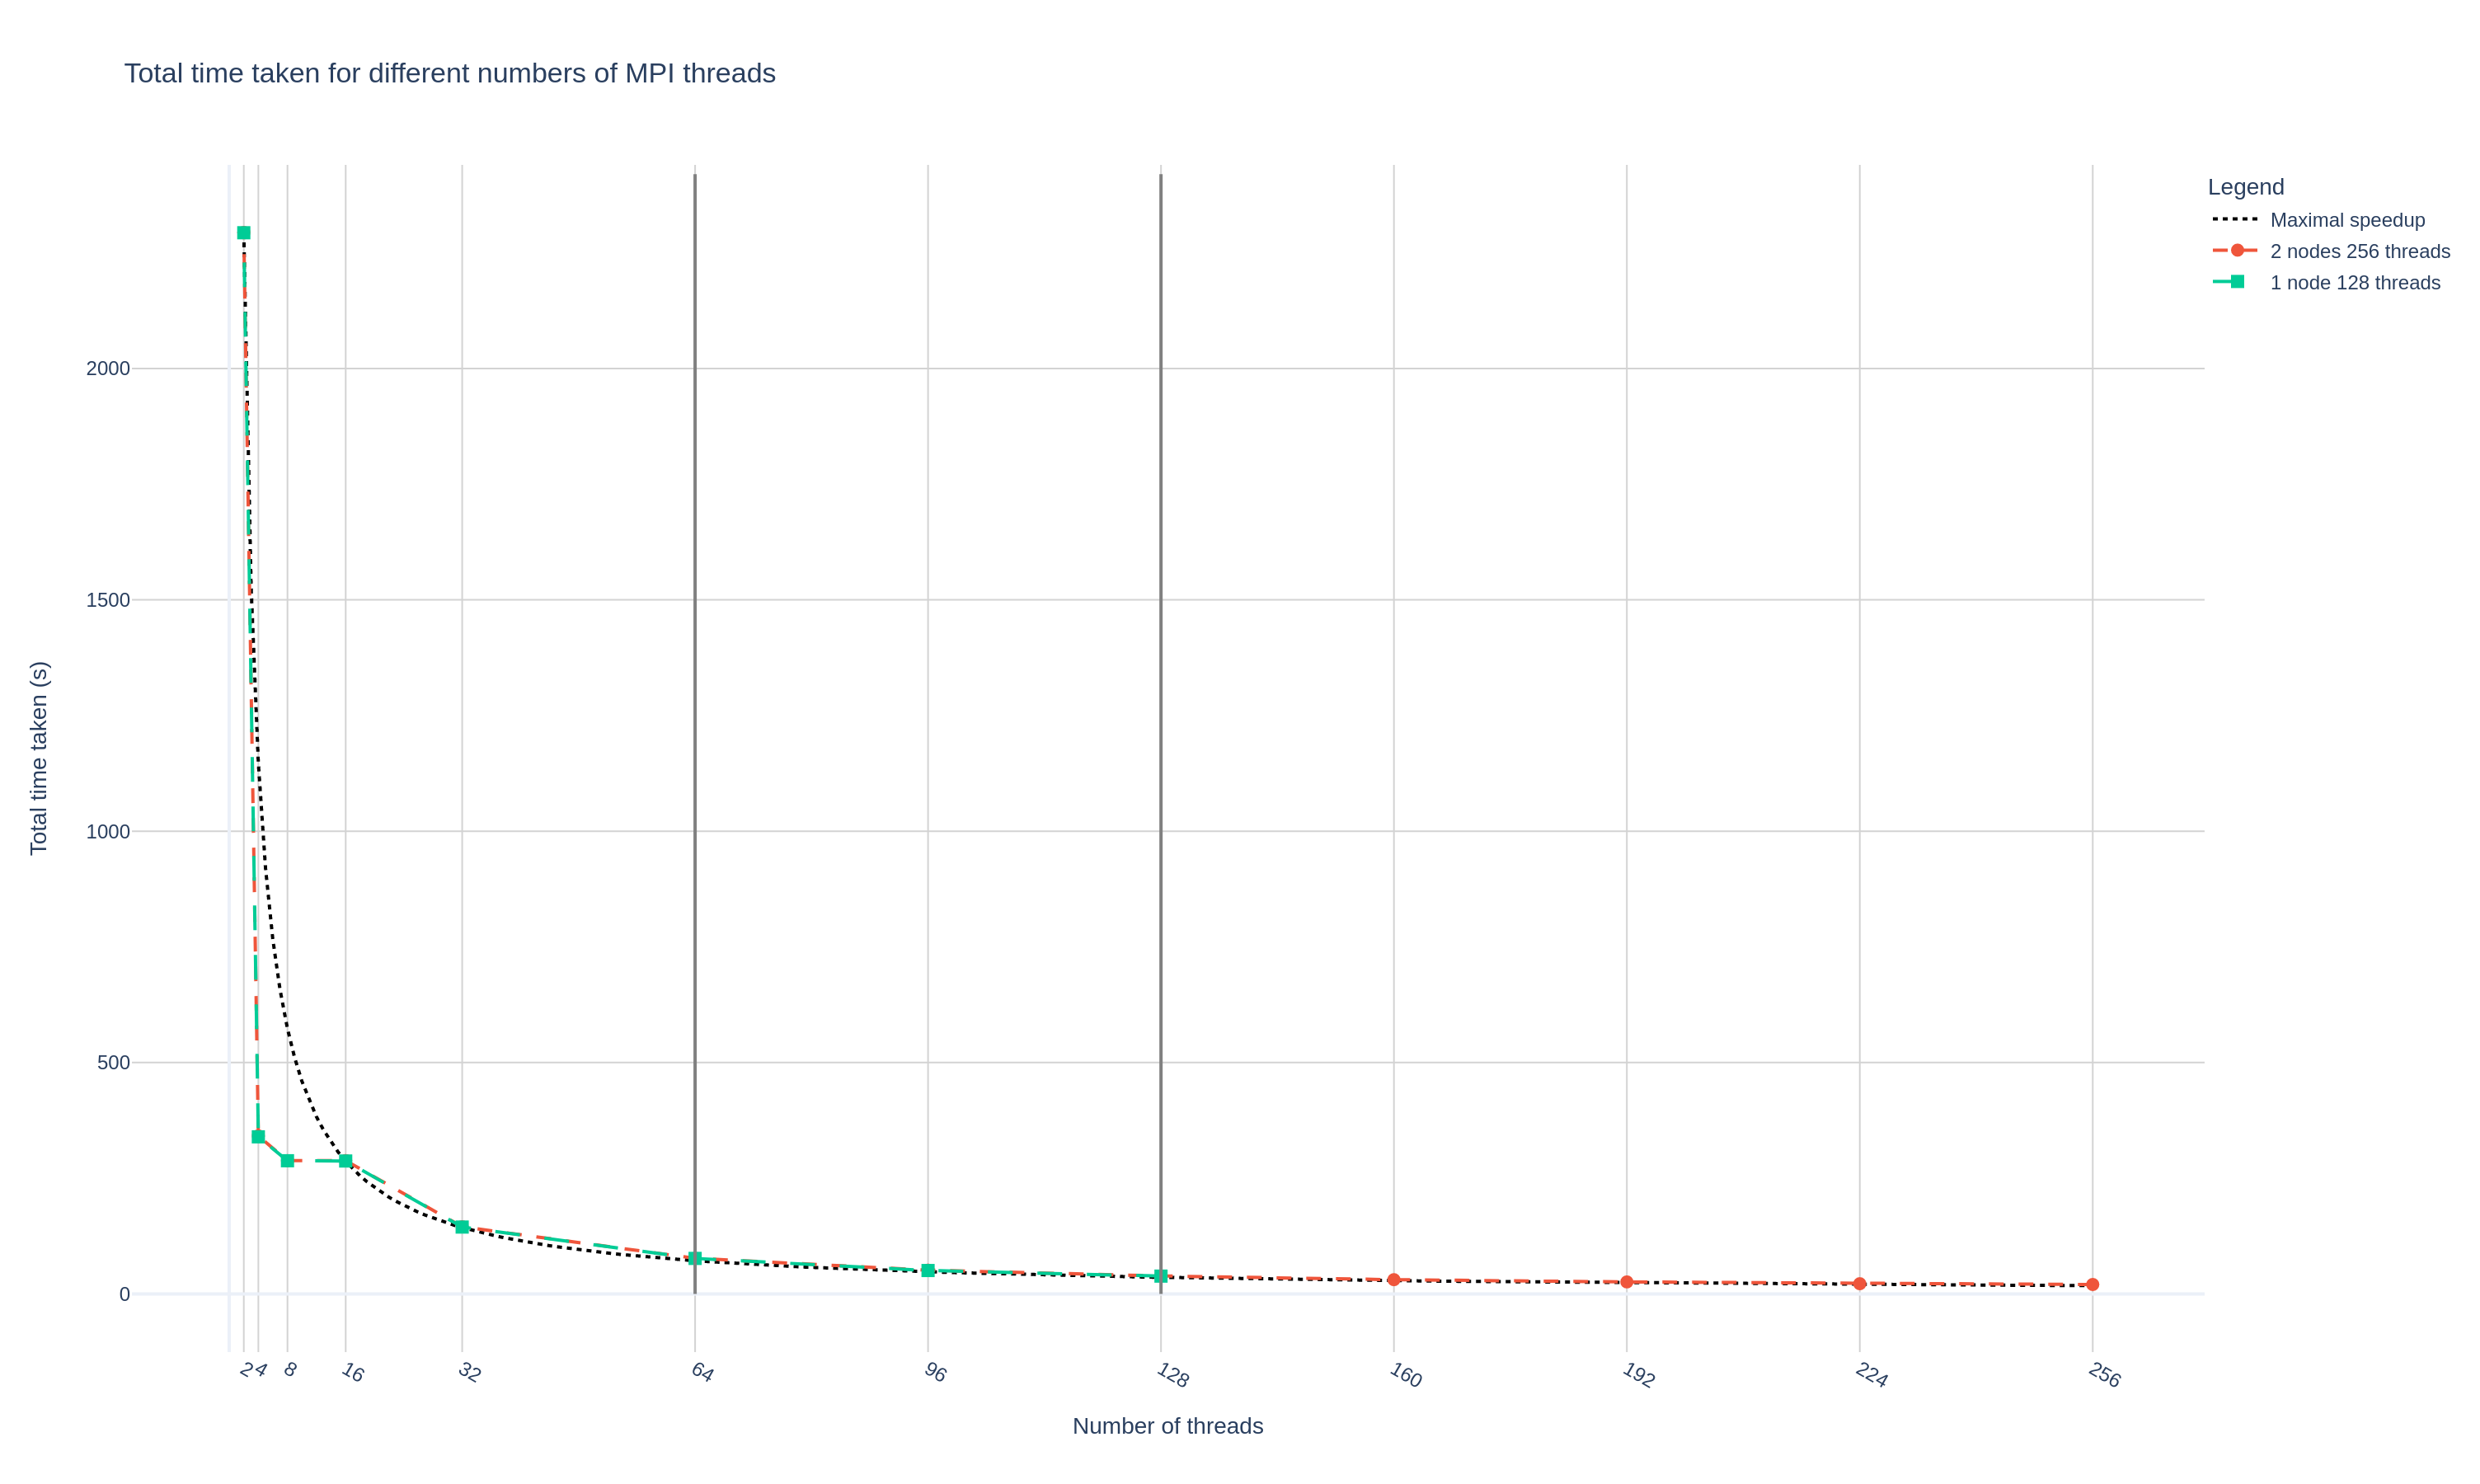 Total time taken for different numbers of MPI threads
Legend
Maximal speedup
2 nodes 256 threads
1 node 128 threads
2000
1500
1000
500
0
Total time taken (s)
2 4 8 16 32 64 96 128 160 192 224 256
Number of threads